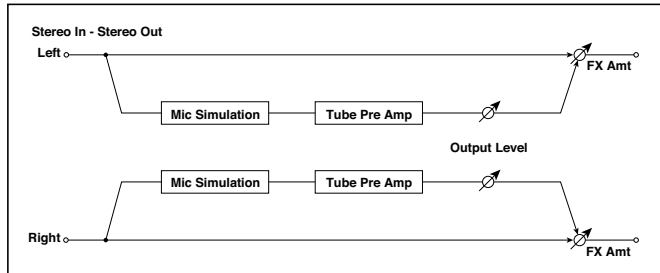 Stereo In - Stereo Out
Left
FX Amt
Mic Simulation
Tube Pre Amp
Output Level
Mic Simulation
Tube Pre Amp
Right
FX Amt